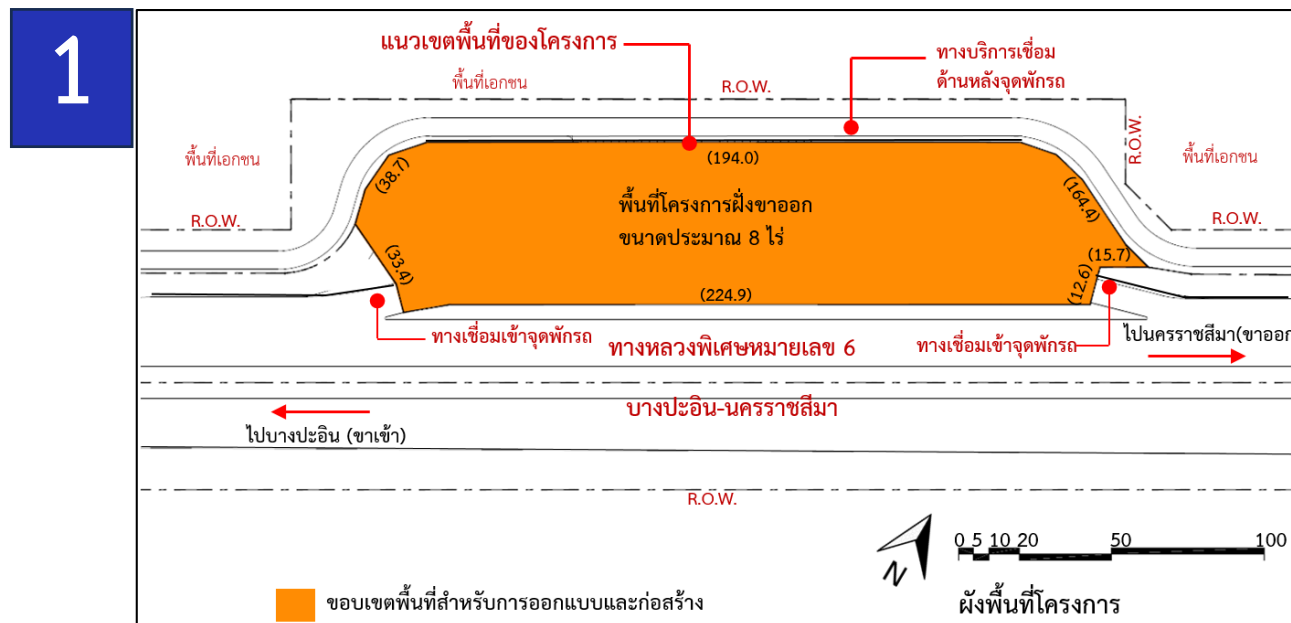 1
แนวเขตพื้นที่ของโครงการ
ทางบริการเชื่อม
ด้านหลังจุดพักรถ
พื้นที่เอกชน
R.O.W.
R.O.W.
พื้นที่เอกชน
พื้นที่เอกชน
(194.0)
(38.7)
(164.4)
พื้นที่โครงการฝั่งขาออก
ขนาดประมาณ 8 ไร่
R.O.W.
R.O.W.
(33.4)
(15.7)
(12.6)
(224.9)
ทางเชื่อมเข้าจุดพักรถ
ทางหลวงพิเศษหมายเลข 6
ทางเชื่อมเข้าจุดพักรถ
ไปนครราชสีมา(ขาออก
บางปะอิน-นครราชสีมา
ไปบางปะอิน (ขาเข้า)
R.O.W.
N
0 5 10 20 50 100
ขอบเขตพื้นที่สำหรับการออกแบบและก่อสร้าง
ผังพื้นที่โครงการ